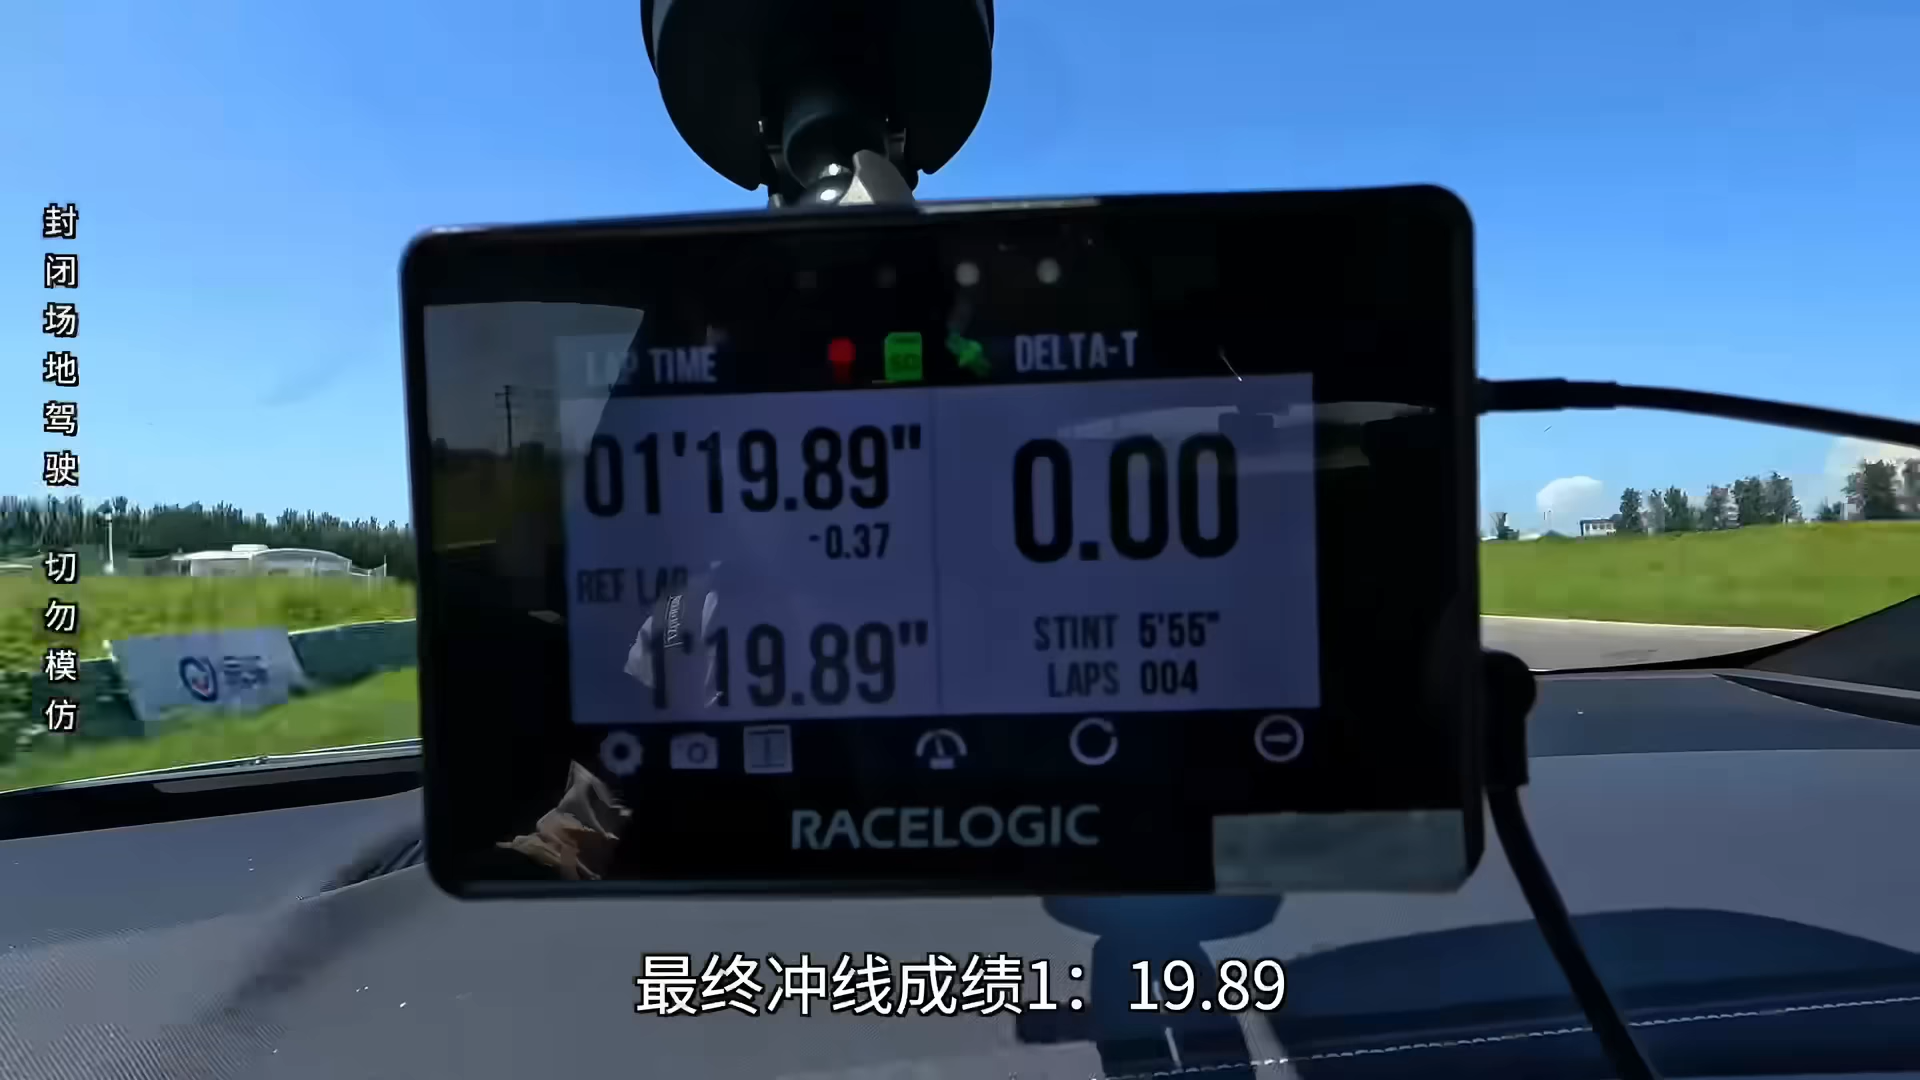 封闭场地驾驶 切勿模仿
LAP TIME
DELTA-T
01'19.89"
-0.37
0.00
REF LAP
1'19.89"
STINT 5'55"
LAPS 004
RACELOGIC
最终冲线成绩1：19.89